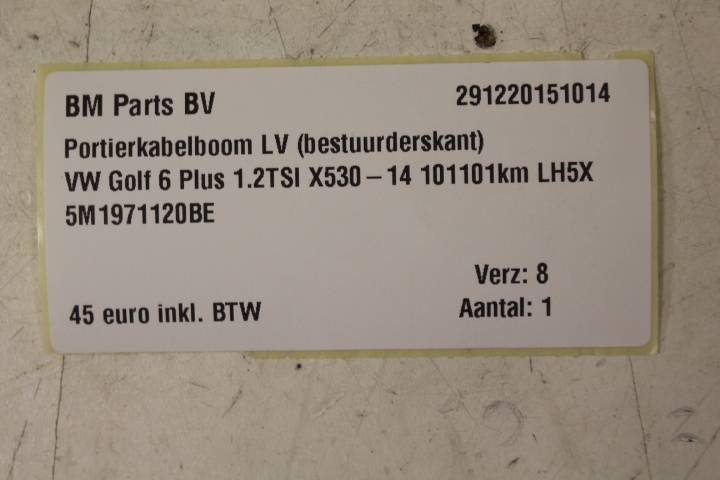 BM Parts BV 291220151014
Portierkabelboom LV (bestuurderskant)
VW Golf 6 Plus 1.2TSI X530-14 101101km LH5X
5M1971120BE
Verz: 8
45 euro inkl. BTW Aantal: 1